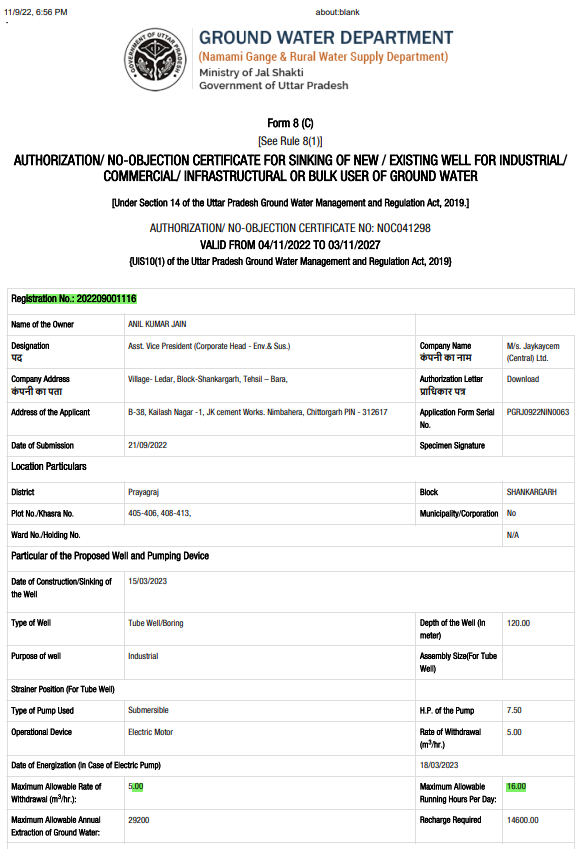 11/9/22, 6:56 PM
about:blank
GOVERNMENT OF UTTAR PRADESH
GROUND WATER DEPARTMENT
(Namami Gange & Rural Water Supply Department)
Ministry of Jal Shakti
Government of Uttar Pradesh
Form 8 (C)
[See Rule 8(1)]
AUTHORIZATION/ NO-OBJECTION CERTIFICATE FOR SINKING OF NEW / EXISTING WELL FOR INDUSTRIAL/
COMMERCIAL/ INFRASTRUCTURAL OR BULK USER OF GROUND WATER
[Under Section 14 of the Uttar Pradesh Ground Water Management and Regulation Act, 2019.]
AUTHORIZATION/ NO-OBJECTION CERTIFICATE NO: NOC041298
VALID FROM 04/11/2022 TO 03/11/2027
{UIS10(1) of the Uttar Pradesh Ground Water Management and Regulation Act, 2019}
Registration No.: 202209001116
Name of the Owner
ANIL KUMAR JAIN
Designation
पद
Asst. Vice President (Corporate Head - Env.& Sus.)
Company Name
कंपनी का नाम
M/s. Jaykaycem
(Central) Ltd.
Company Address
कंपनी का पता
Village- Ledar, Block-Shankargarh, Tehsil – Bara,
Authorization Letter
प्राधिकार पत्र
Download
Address of the Applicant
B-38, Kailash Nagar -1, JK cement Works. Nimbahera, Chittorgarh PIN - 312617
Application Form Serial
No.
PGRJ0922NIN0063
Date of Submission
21/09/2022
Specimen Signature
Location Particulars
District
Prayagraj
Block
SHANKARGARH
Plot No./Khasra No.
405-406, 408-413,
Municipality/Corporation
No
Ward No./Holding No.
N/A
Particular of the Proposed Well and Pumping Device
Date of Construction/Sinking of
the Well
15/03/2023
Type of Well
Tube Well/Boring
Depth of the Well (In
meter)
120.00
Purpose of well
Industrial
Assembly Size(For Tube
Well)
Strainer Position (For Tube Well)
Type of Pump Used
Submersible
H.P. of the Pump
7.50
Operational Device
Electric Motor
Rate of Withdrawal
(m³/hr.)
5.00
Date of Energization (In Case of Electric Pump)
18/03/2023
Maximum Allowable Rate of
Withdrawal (m³/hr.):
5.00
Maximum Allowable
Running Hours Per Day:
16.00
Maximum Allowable Annual
Extraction of Ground Water:
29200
Recharge Required
14600.00